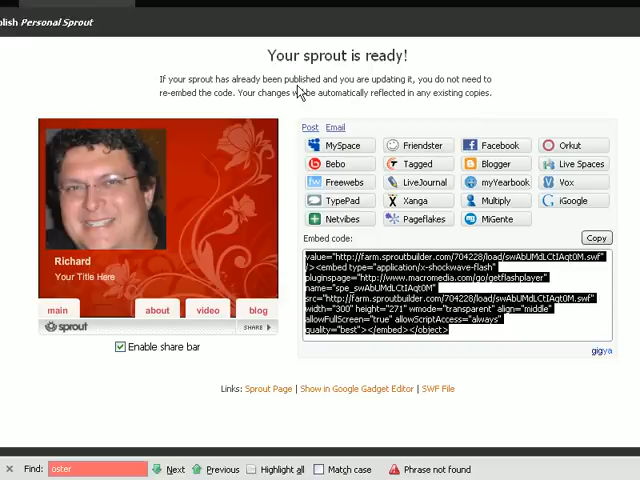 olish Personal Sprout
Your sprout is ready!
If your sprout has already been published and you are updating it, you do not need to
re-embed the code. Your changes will be automatically reflected in any existing copies.
Richard
Your Title Here
main about video blog
sprout SHARE
Enable share bar
Post Email
MySpace Friendster Facebook Orkut
Bebo Tagged Blogger Live Spaces
Freewebs LiveJournal myYearbook Vox
TypePad Xanga Multiply iGoogle
Netvibes Pageflakes MiGente
Embed code: Copy
value="http://farm.sproutbuilder.com/704228/load/swAbUMdLCtIAqt0M.swf"
/><embed type="application/x-shockwave-flash"
pluginspage="http://www.macromedia.com/go/getflashplayer"
name="spe_swAbUMdLCtIAqt0M"
src="http://farm.sproutbuilder.com/704228/load/swAbUMdLCtIAqt0M.swf"
width="300" height="271" wmode="transparent" align="middle"
allowFullScreen="true" allowScriptAccess="always"
quality="best"></embed></object>
gigya
Links: Sprout Page | Show in Google Gadget Editor | SWF File
Find: oster Next Previous Highlight all Match case Phrase not found